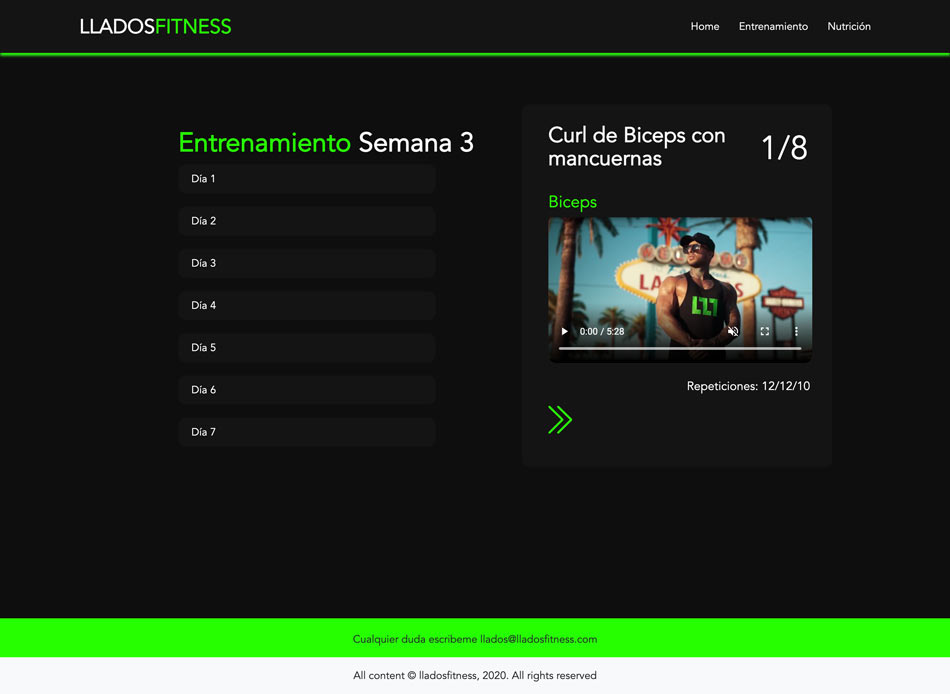 LLADOSFITNESS
Home Entrenamiento Nutrición
Entrenamiento Semana 3
Día 1
Día 2
Día 3
Día 4
Día 5
Día 6
Día 7
Curl de Biceps con
mancuernas
1/8
Biceps
0:00 / 5:28
Repeticiones: 12/12/10
Cualquier duda escribeme llados@lladosfitness.com
All content © lladosfitness, 2020. All rights reserved